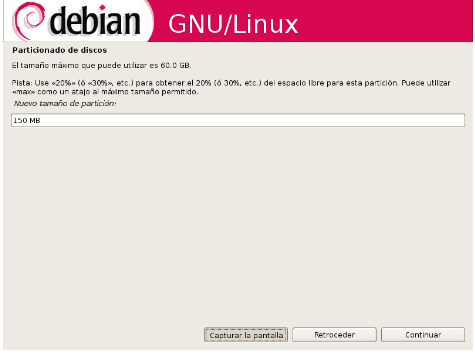 debian GNU/Linux
Particionado de discos
El tamaño máximo que puede utilizar es 60.0 GB.
Pista: Use «20%» (ó «30%», etc.) para obtener el 20% (ó 30%, etc.) del espacio libre para esta partición. Puede utilizar
«max» como un atajo al máximo tamaño permitido.
Nuevo tamaño de partición:
150 MB
Capturar la pantalla Retroceder Continuar